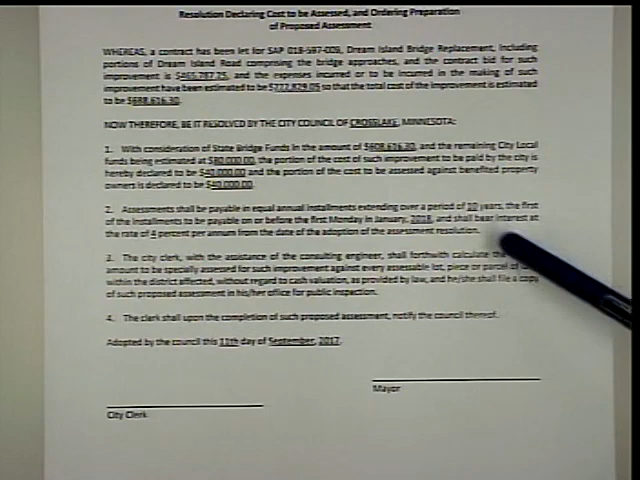 Resolution Declaring Cost to be Assessed, and Ordering Preparation
of Proposed Assessment
WHEREAS, a contract has been let for SAP 018-597-009, Dream Island Bridge Replacement, including
portions of Dream Island Road comprising the bridge approaches, and the contract bid for such
improvement is $465,787.25, and the expenses incurred or to be incurred in the making of such
improvement have been estimated to be $222,829.05 so that the total cost of the improvement is estimated
to be $688,616.30.
NOW THEREFORE, BE IT RESOLVED BY THE CITY COUNCIL OF CROSSLAKE, MINNESOTA:
1. With consideration of State Bridge Funds in the amount of $608,616.30, and the remaining City Local
funds being estimated at $80,000.00, the portion of the cost of such improvement to be paid by the city is
hereby declared to be $40,000.00 and the portion of the cost to be assessed against benefited property
owners is declared to be $40,000.00.
2. Assessments shall be payable in equal annual installments extending over a period of 10 years, the first
of the installments to be payable on or before the first Monday in January, 2018, and shall bear interest at
the rate of 4 percent per annum from the date of the adoption of the assessment resolution.
3. The city clerk, with the assistance of the consulting engineer, shall forthwith calculate the
amount to be specially assessed for such improvement against every assessable lot, piece or parcel of
within the district affected, without regard to cash valuation, as provided by law, and he/she shall file a copy
of such proposed assessment in his/her office for public inspection.
4. The clerk shall upon the completion of such proposed assessment, notify the council thereof.
Adopted by the council this 11th day of September, 2017.
Mayor
City Clerk